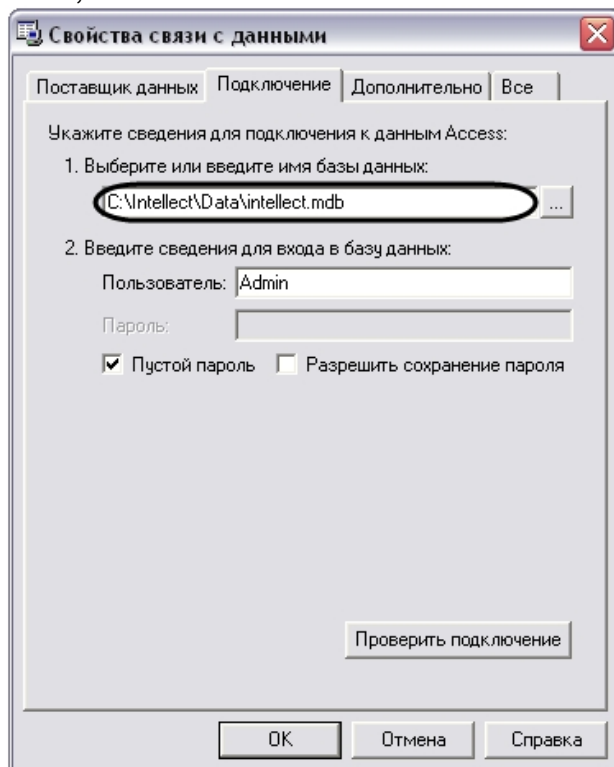 Свойства связи с данными
Поставщик данных Подключение Дополнительно Все
Укажите сведения для подключения к данным Access:
1. Выберите или введите имя базы данных:
C:\Intellect\Data\intellect.mdb ...
2. Введите сведения для входа в базу данных:
Пользователь: Admin
Пароль:
Пустой пароль Разрешить сохранение пароля
Проверить подключение
OK Отмена Справка